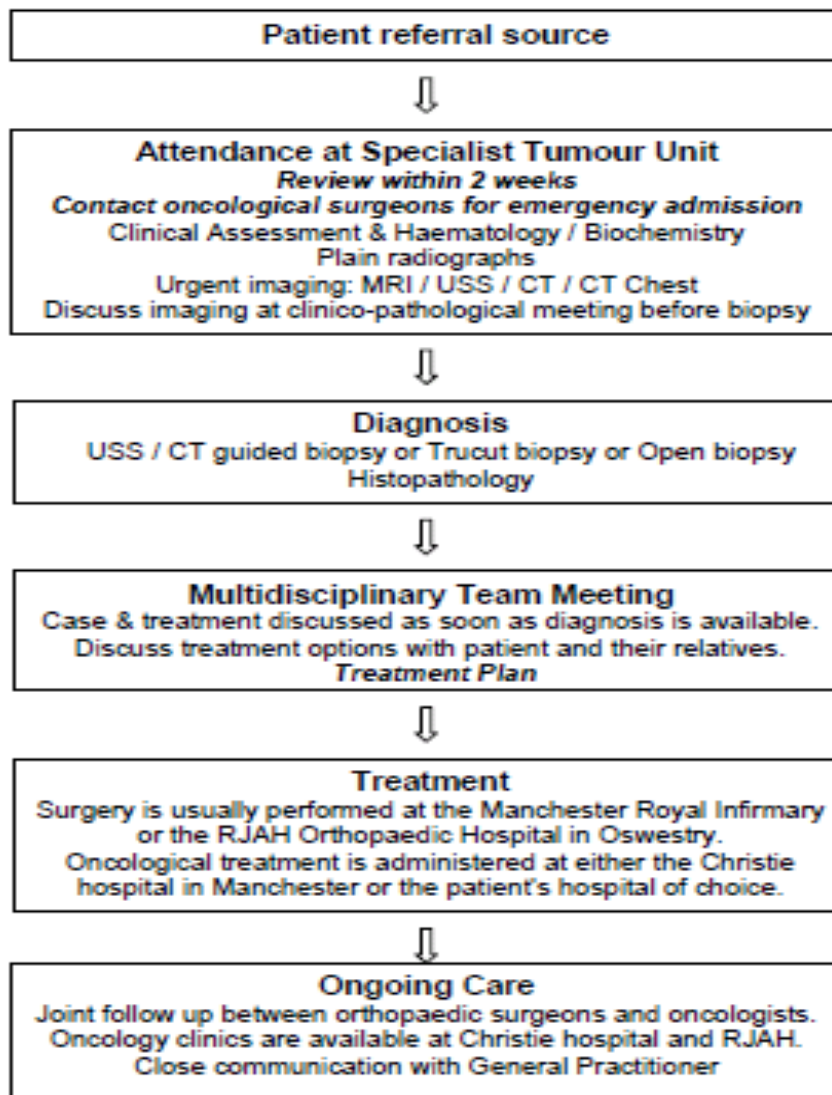 Patient referral source
Attendance at Specialist Tumour Unit
Review within 2 weeks
Contact oncological surgeons for emergency admission
Clinical Assessment & Haematology / Biochemistry
Plain radiographs
Urgent imaging: MRI / USS / CT / CT Chest
Discuss imaging at clinico-pathological meeting before biopsy
Diagnosis
USS / CT guided biopsy or Trucut biopsy or Open biopsy
Histopathology
Multidisciplinary Team Meeting
Case & treatment discussed as soon as diagnosis is available.
Discuss treatment options with patient and their relatives.
Treatment Plan
Treatment
Surgery is usually performed at the Manchester Royal Infirmary
or the RJAH Orthopaedic Hospital in Oswestry.
Oncological treatment is administered at either the Christie
hospital in Manchester or the patient's hospital of choice.
Ongoing Care
Joint follow up between orthopaedic surgeons and oncologists.
Oncology clinics are available at Christie hospital and RJAH.
Close communication with General Practitioner